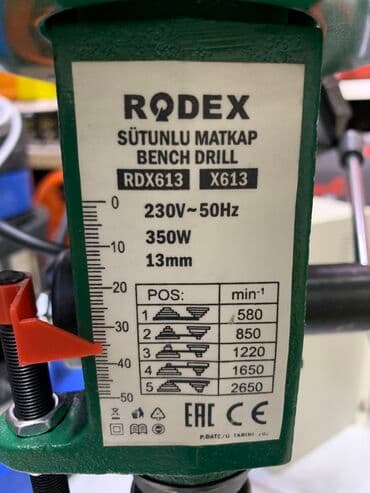 RODEX
SÜTUNLU MATKAP
BENCH DRILL
RDX613 X613
0
10
20
30
40
50
230V~50Hz
350W
13mm
POS: min⁻¹
1 580
2 850
3 1220
4 1650
5 2650
EAC CE